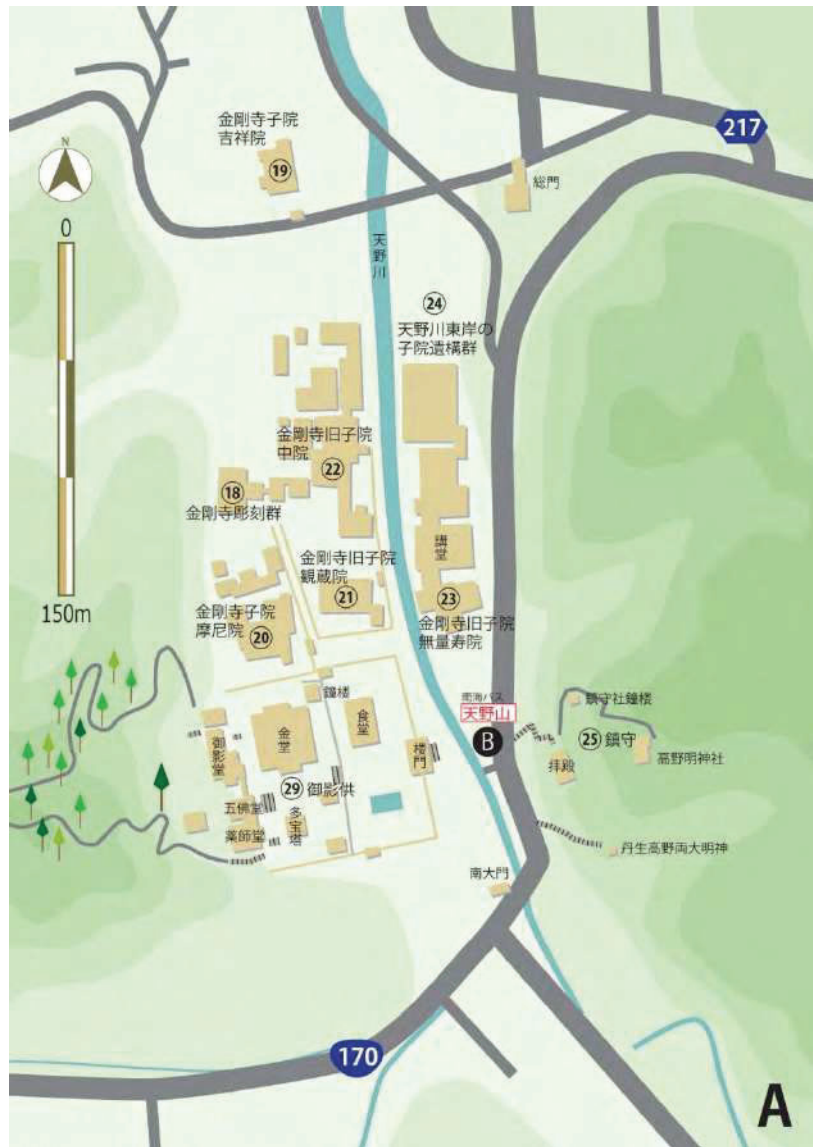 217
金剛寺子院
吉祥院
19
N
0
総門
天野川
24
天野川東岸の
子院遺構群
金剛寺旧子院
中院
22
18
金剛寺彫刻群
講堂
金剛寺旧子院
観蔵院
21
23
金剛寺旧子院
無量寿院
150m
金剛寺子院
摩尼院
20
南海バス
天野山
B
鎮守社鐘楼
25 鎮守
拝殿
高野明神社
鐘楼
食堂
金堂
御影堂
楼門
29 御影供
五佛堂
多宝塔
薬師堂
丹生高野両大明神
南大門
170
A